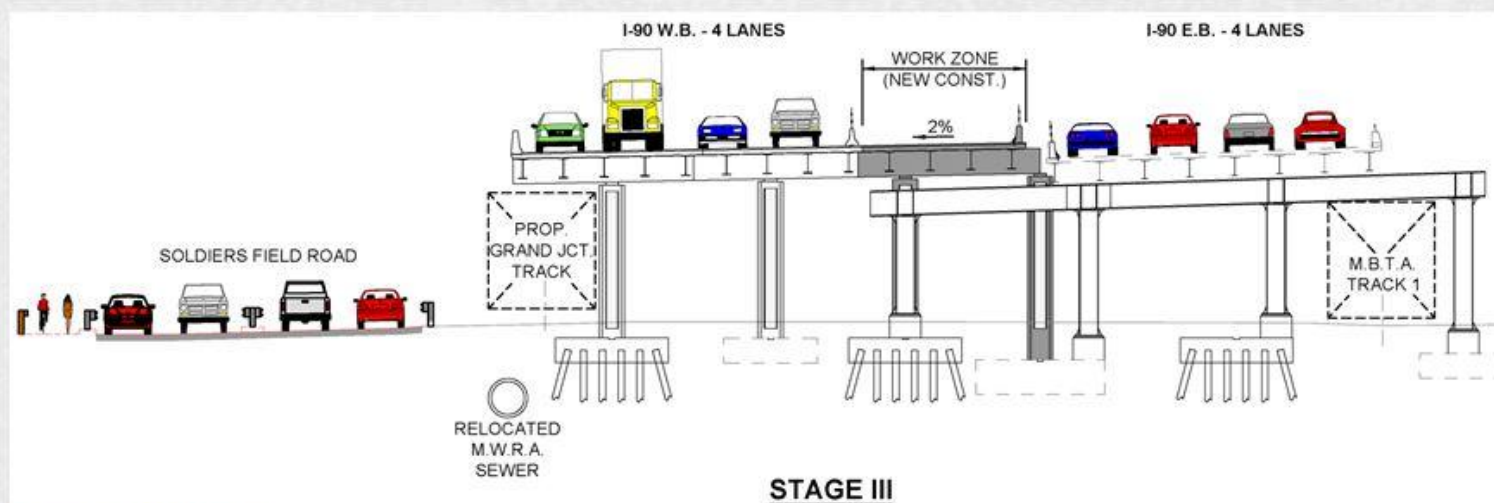 I-90 W.B. - 4 LANES
I-90 E.B. - 4 LANES
WORK ZONE
(NEW CONST.)
2%
PROP.
GRAND JCT.
TRACK
SOLDIERS FIELD ROAD
M.B.T.A.
TRACK 1
RELOCATED
M.W.R.A.
SEWER
STAGE III